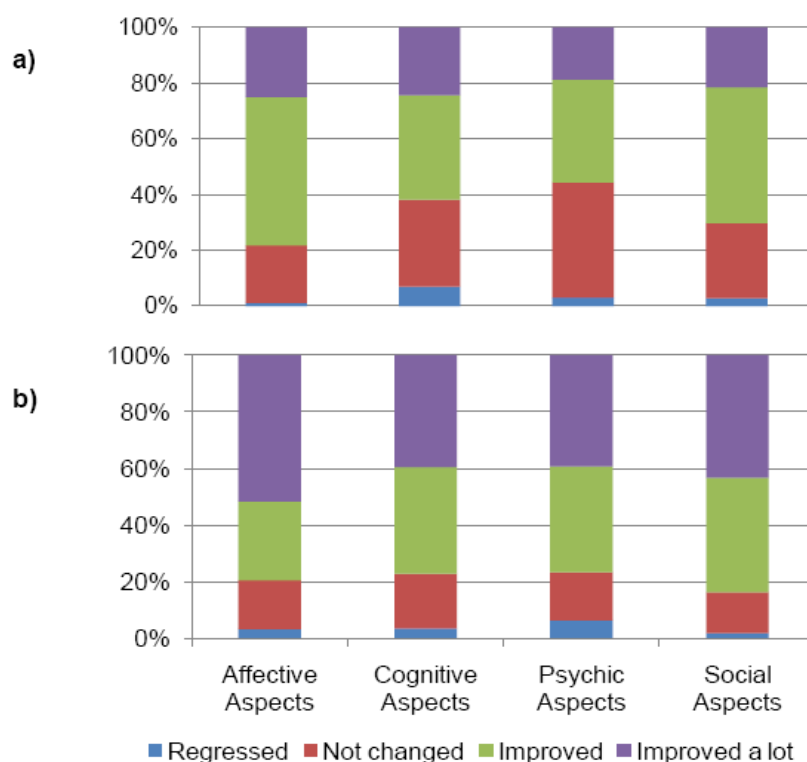 a)
100%
80%
60%
40%
20%
0%
b)
100%
80%
60%
40%
20%
0%
Affective Aspects
Cognitive Aspects
Psychic Aspects
Social Aspects
Regressed Not changed Improved Improved a lot